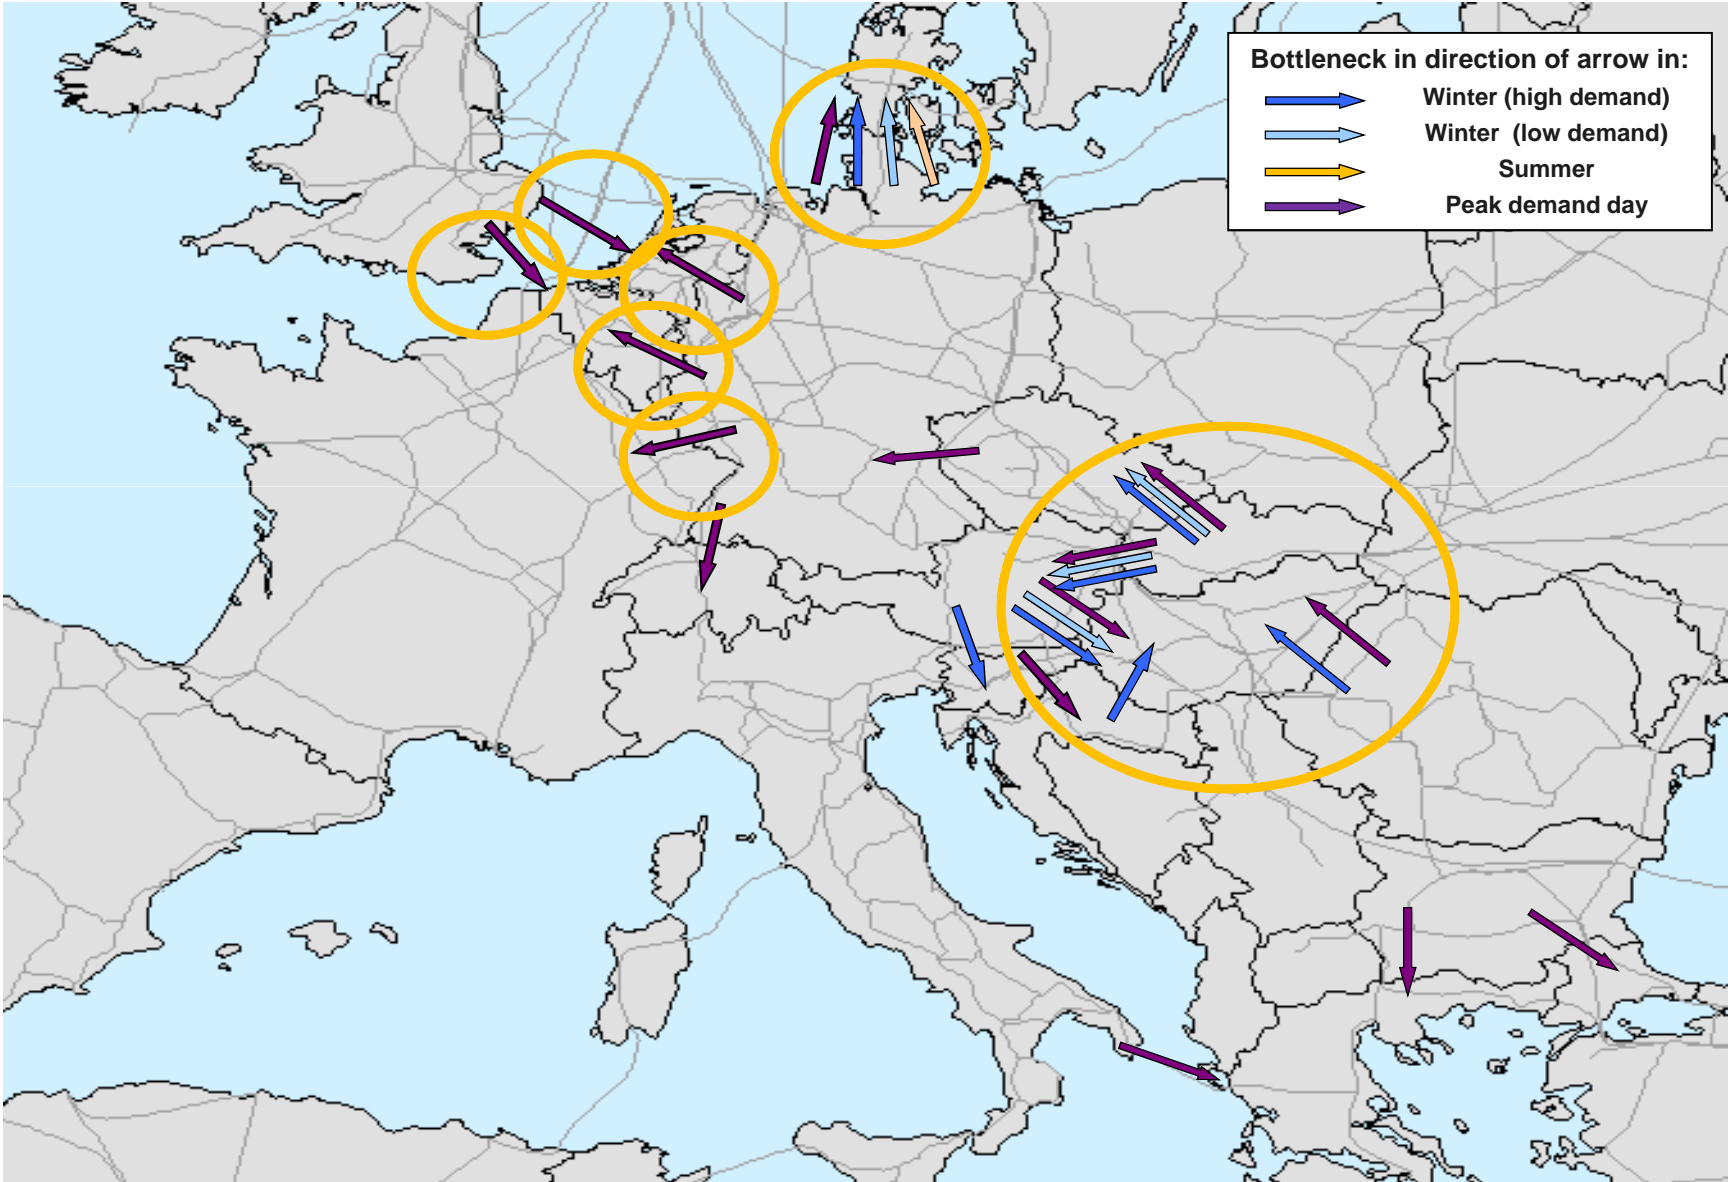 Bottleneck in direction of arrow in:
Winter (high demand)
Winter (low demand)
Summer
Peak demand day